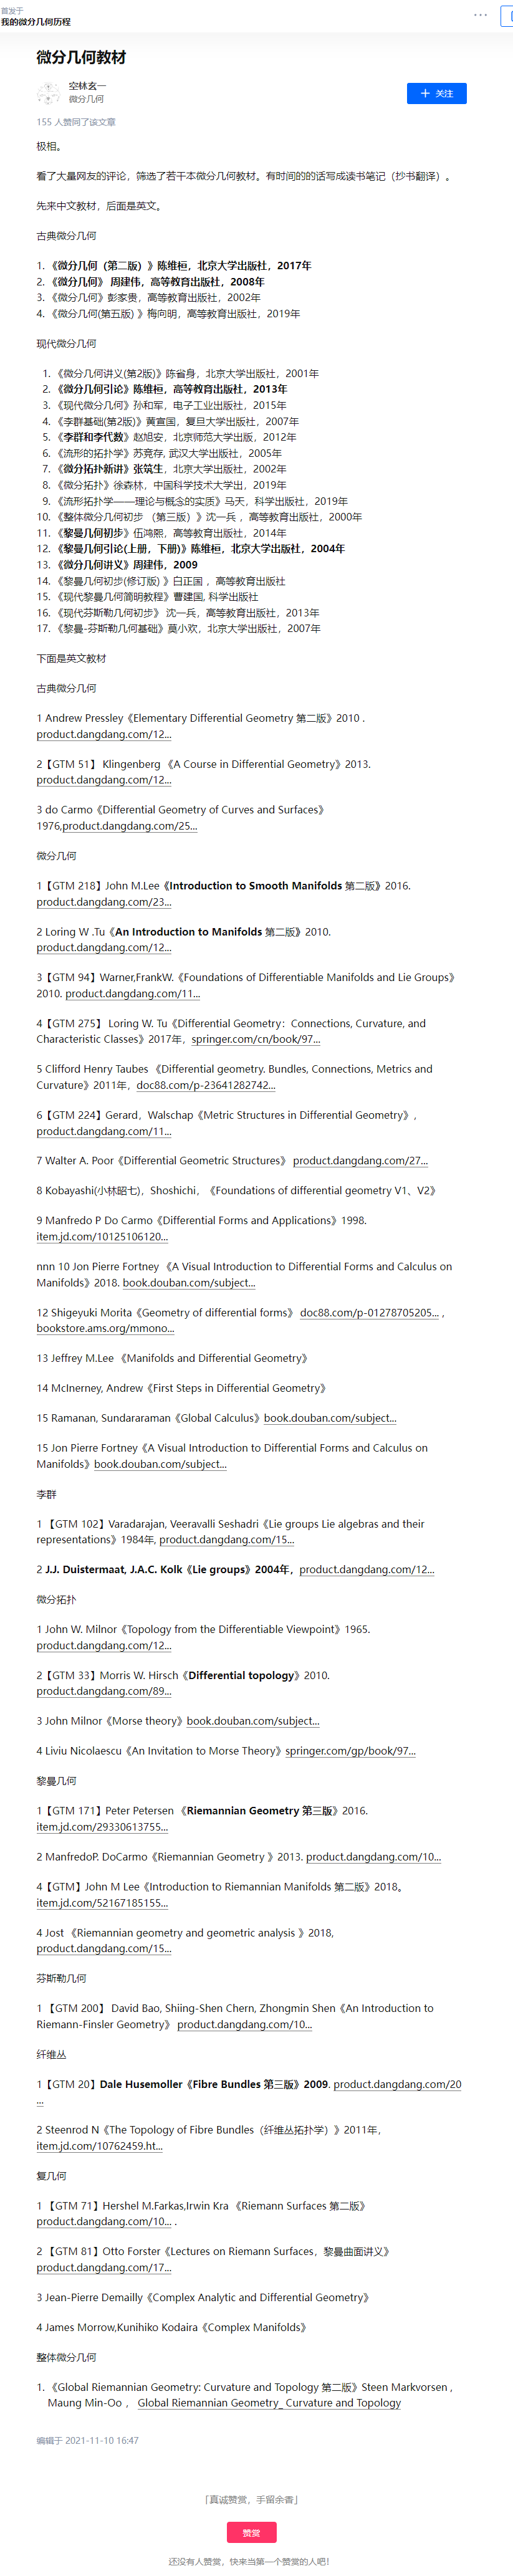 首发于
我的微分几何历程
微分几何教材
空林玄一
微分几何
关注
155 人赞同了该文章
极相。
看了大量网友的评论，筛选了若干本微分几何教材。有时间的的话写成读书笔记（抄书翻译）。
先来中文教材，后面是英文。
古典微分几何
1. 《微分几何（第二版）》陈维桓，北京大学出版社，2017年
2. 《微分几何》 周建伟，高等教育出版社，2008年
3. 《微分几何》彭家贵，高等教育出版社，2002年
4. 《微分几何(第五版) 》梅向明，高等教育出版社，2019年
现代微分几何
1. 《微分几何讲义(第2版)》陈省身，北京大学出版社，2001年
2. 《微分几何引论》陈维桓，高等教育出版社，2013年
3. 《现代微分几何》孙和军，电子工业出版社，2015年
4. 《李群基础(第2版)》黄宣国，复旦大学出版社，2007年
5. 《李群和李代数》赵旭安，北京师范大学出版，2012年
6. 《流形的拓扑学》苏竞存, 武汉大学出版社，2005年
7. 《微分拓扑新讲》张筑生，北京大学出版社，2002年
8. 《微分拓扑》徐森林，中国科学技术大学出，2019年
9. 《流形拓扑学——理论与概念的实质》马天，科学出版社，2019年
10. 《整体微分几何初步 （第三版）》沈一兵 ，高等教育出版社，2000年
11. 《黎曼几何初步》伍鸿熙，高等教育出版社，2014年
12. 《黎曼几何引论(上册，下册)》陈维桓，北京大学出版社，2004年
13. 《微分几何讲义》周建伟，2009
14. 《黎曼几何初步(修订版) 》白正国 ，高等教育出版社
15. 《现代黎曼几何简明教程》曹建国, 科学出版社
16. 《现代芬斯勒几何初步》 沈一兵，高等教育出版社，2013年
17. 《黎曼-芬斯勒几何基础》莫小欢，北京大学出版社，2007年
下面是英文教材
古典微分几何
1 Andrew Pressley《Elementary Differential Geometry 第二版》2010 .
product.dangdang.com/12...
2【GTM 51】 Klingenberg 《A Course in Differential Geometry》2013.
product.dangdang.com/12...
3 do Carmo《Differential Geometry of Curves and Surfaces》
1976,product.dangdang.com/25...
微分几何
1【GTM 218】John M.Lee《Introduction to Smooth Manifolds 第二版》2016.
product.dangdang.com/23...
2 Loring W .Tu《An Introduction to Manifolds 第二版》2010.
product.dangdang.com/12...
3【GTM 94】Warner,FrankW.《Foundations of Differentiable Manifolds and Lie Groups》
2010. product.dangdang.com/11...
4【GTM 275】 Loring W. Tu《Differential Geometry：Connections, Curvature, and
Characteristic Classes》2017年，springer.com/cn/book/97...
5 Clifford Henry Taubes 《Differential geometry. Bundles, Connections, Metrics and
Curvature》2011年，doc88.com/p-23641282742...
6【GTM 224】Gerard，Walschap《Metric Structures in Differential Geometry》,
product.dangdang.com/11...
7 Walter A. Poor《Differential Geometric Structures》 product.dangdang.com/27...
8 Kobayashi(小林昭七)，Shoshichi，《Foundations of differential geometry V1、V2》
9 Manfredo P Do Carmo《Differential Forms and Applications》1998.
item.jd.com/10125106120...
nnn 10 Jon Pierre Fortney 《A Visual Introduction to Differential Forms and Calculus on
Manifolds》2018. book.douban.com/subject...
12 Shigeyuki Morita《Geometry of differential forms》 doc88.com/p-01278705205... ,
bookstore.ams.org/mmono...
13 Jeffrey M.Lee 《Manifolds and Differential Geometry》
14 McInerney, Andrew《First Steps in Differential Geometry》
15 Ramanan, Sundararaman《Global Calculus》book.douban.com/subject...
15 Jon Pierre Fortney《A Visual Introduction to Differential Forms and Calculus on
Manifolds》book.douban.com/subject...
李群
1 【GTM 102】Varadarajan, Veeravalli Seshadri《Lie groups Lie algebras and their
representations》1984年, product.dangdang.com/15...
2 J.J. Duistermaat, J.A.C. Kolk《Lie groups》2004年，product.dangdang.com/12...
微分拓扑
1 John W. Milnor《Topology from the Differentiable Viewpoint》1965.
product.dangdang.com/12...
2【GTM 33】Morris W. Hirsch《Differential topology》2010.
product.dangdang.com/89...
3 John Milnor《Morse theory》book.douban.com/subject...
4 Liviu Nicolaescu《An Invitation to Morse Theory》springer.com/gp/book/97...
黎曼几何
1【GTM 171】Peter Petersen 《Riemannian Geometry 第三版》2016.
item.jd.com/29330613755...
2 ManfredoP. DoCarmo《Riemannian Geometry 》2013. product.dangdang.com/10...
4【GTM】John M Lee《Introduction to Riemannian Manifolds 第二版》2018。
item.jd.com/52167185155...
4 Jost 《Riemannian geometry and geometric analysis 》2018,
product.dangdang.com/15...
芬斯勒几何
1 【GTM 200】 David Bao, Shiing-Shen Chern, Zhongmin Shen《An Introduction to
Riemann-Finsler Geometry》 product.dangdang.com/10...
纤维丛
1【GTM 20】Dale Husemoller《Fibre Bundles 第三版》2009. product.dangdang.com/20
...
2 Steenrod N《The Topology of Fibre Bundles（纤维丛拓扑学）》2011年，
item.jd.com/10762459.ht...
复几何
1 【GTM 71】Hershel M.Farkas,Irwin Kra 《Riemann Surfaces 第二版》
product.dangdang.com/10... .
2 【GTM 81】Otto Forster《Lectures on Riemann Surfaces，黎曼曲面讲义》
product.dangdang.com/17...
3 Jean-Pierre Demailly《Complex Analytic and Differential Geometry》
4 James Morrow,Kunihiko Kodaira《Complex Manifolds》
整体微分几何
1. 《Global Riemannian Geometry: Curvature and Topology 第二版》Steen Markvorsen ,
Maung Min-Oo ， Global Riemannian Geometry_ Curvature and Topology
编辑于 2021-11-10 16:47
「真诚赞赏，手留余香」
赞赏
还没有人赞赏，快来当第一个赞赏的人吧！